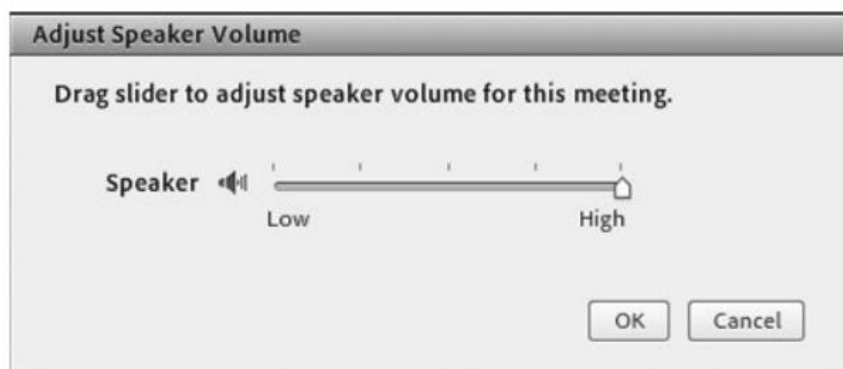 Adjust Speaker Volume
Drag slider to adjust speaker volume for this meeting.
Speaker
Low High
OK Cancel